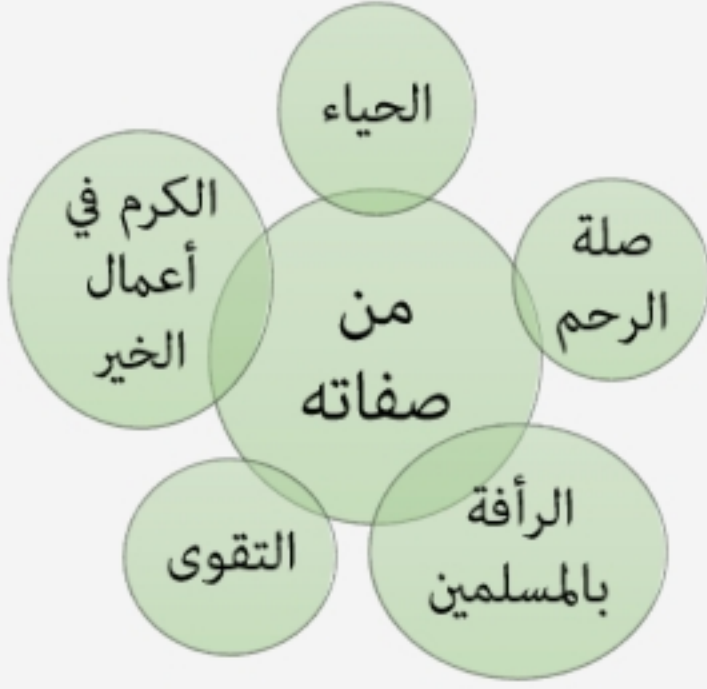 الحياء
صلة
الرحم
الكرم في
أعمال
الخير
من
صفاته
الرأفة
بالمسلمين
التقوى